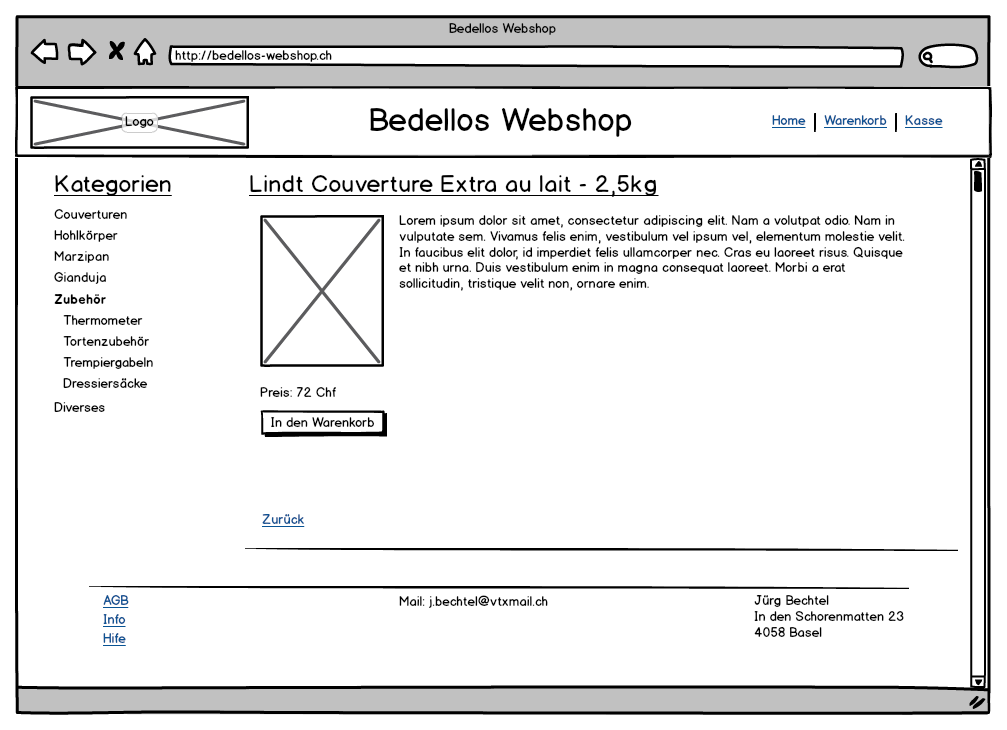 Bedellos Webshop
http://bedellos-webshop.ch
Logo
Bedellos Webshop
Home | Warenkorb | Kasse
Kategorien
Couverturen
Hohlkörper
Marzipan
Gianduja
Zubehör
Thermometer
Tortenzubehör
Trempiergabeln
Dressiersäcke
Diverses
Lindt Couverture Extra au lait - 2,5kg
Lorem ipsum dolor sit amet, consectetur adipiscing elit. Nam a volutpat odio. Nam in
vulputate sem. Vivamus felis enim, vestibulum vel ipsum vel, elementum molestie velit.
In faucibus elit dolor, id imperdiet felis ullamcorper nec. Cras eu laoreet risus. Quisque
et nibh urna. Duis vestibulum enim in magna consequat laoreet. Morbi a erat
sollicitudin, tristique velit non, ornare enim.
Preis: 72 Chf
In den Warenkorb
Zurück
AGB
Info
Hife
Mail: j.bechtel@vtxmail.ch
Jürg Bechtel
In den Schorenmatten 23
4058 Basel